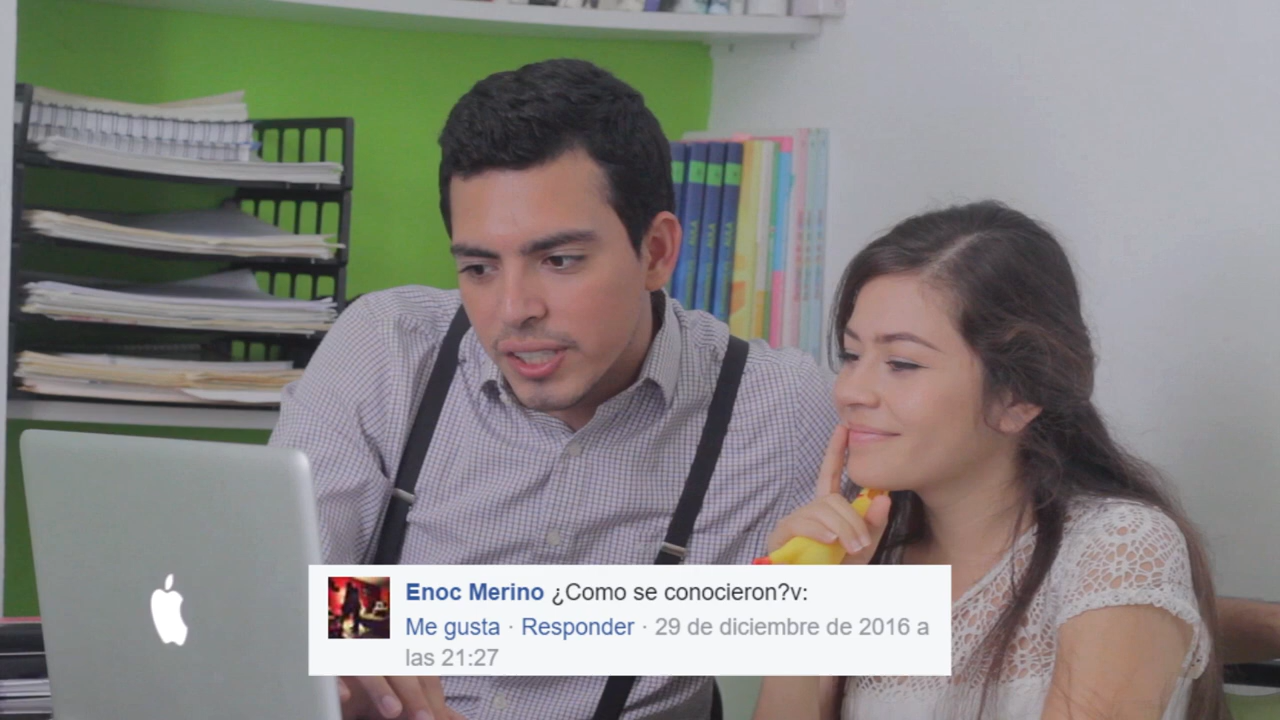 Enoc Merino ¿Como se conocieron?v:
Me gusta · Responder · 29 de diciembre de 2016 a
las 21:27